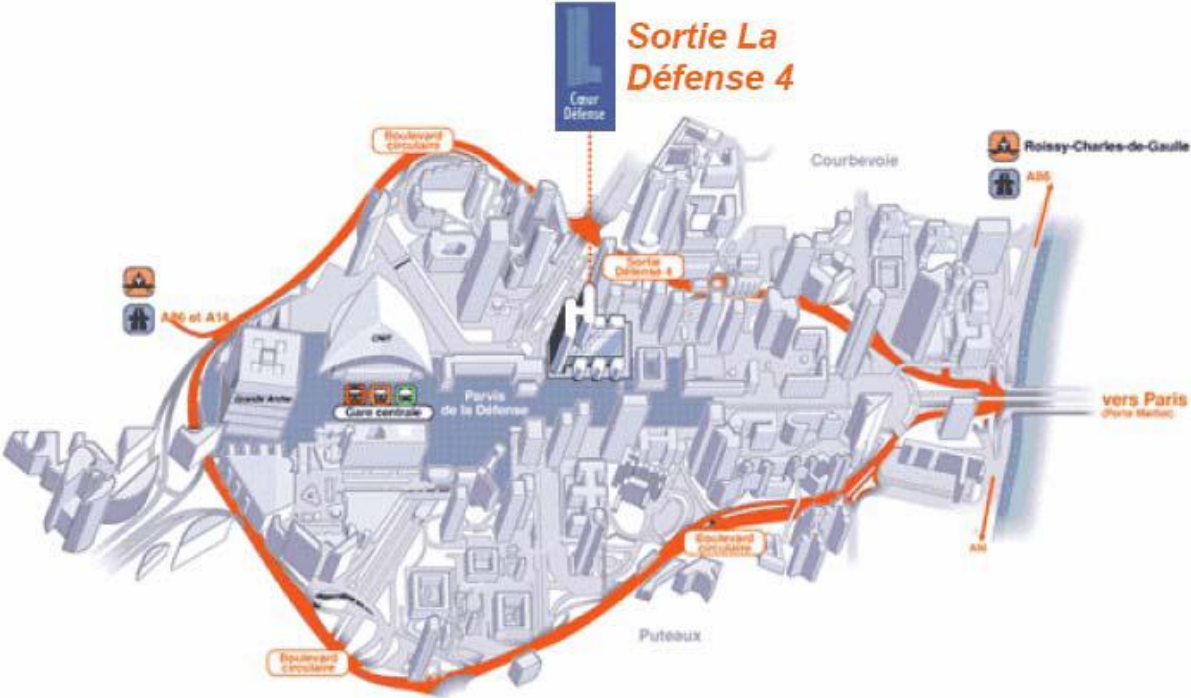 Sortie La
Défense 4
Cœur
Défense
Boulevard
circulaire
Courbevoie
Roissy-Charles-de-Gaulle
A86
Sortie
Défense 4
A86 et A14
CNIT
Grande Arche
Gare centrale
Parvis
de la Défense
vers Paris
(Porte Maillot)
Boulevard
circulaire
Puteaux
Boulevard
circulaire